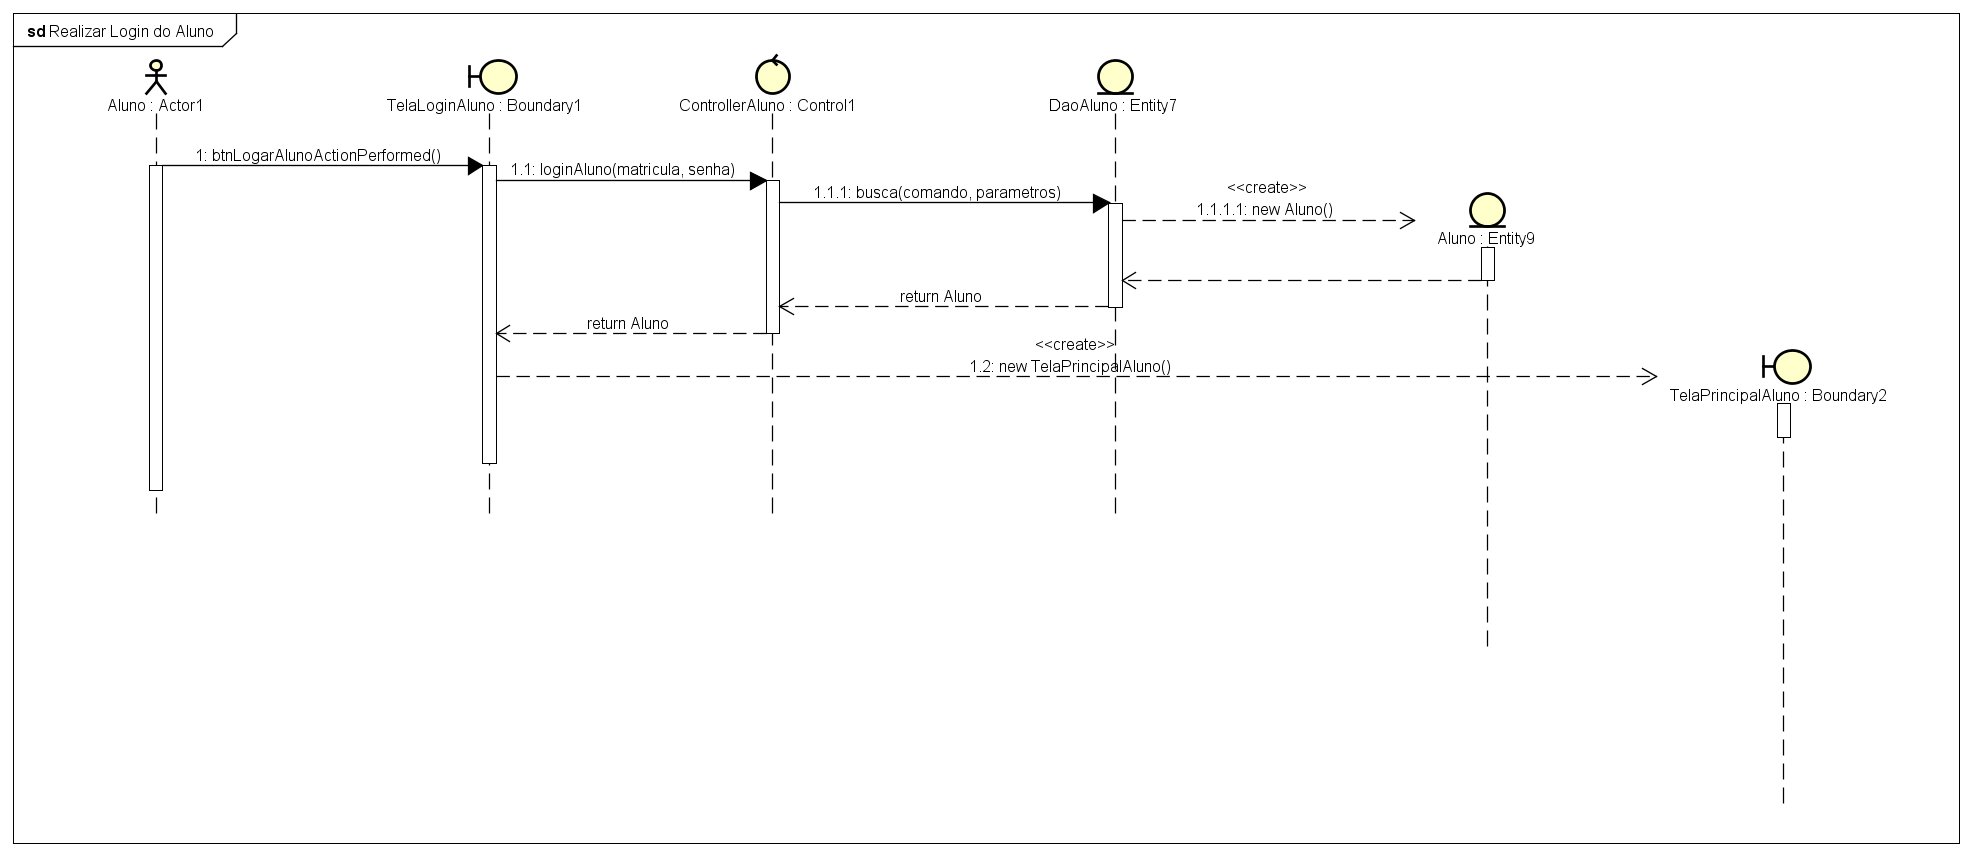 sd Realizar Login do Aluno
Aluno : Actor1
TelaLoginAluno : Boundary1
ControllerAluno : Control1
DaoAluno : Entity7
1: btnLogarAlunoActionPerformed()
1.1: loginAluno(matricula, senha)
1.1.1: busca(comando, parametros)
<<create>>
1.1.1.1: new Aluno()
Aluno : Entity9
return Aluno
return Aluno
<<create>>
1.2: new TelaPrincipalAluno()
TelaPrincipalAluno : Boundary2